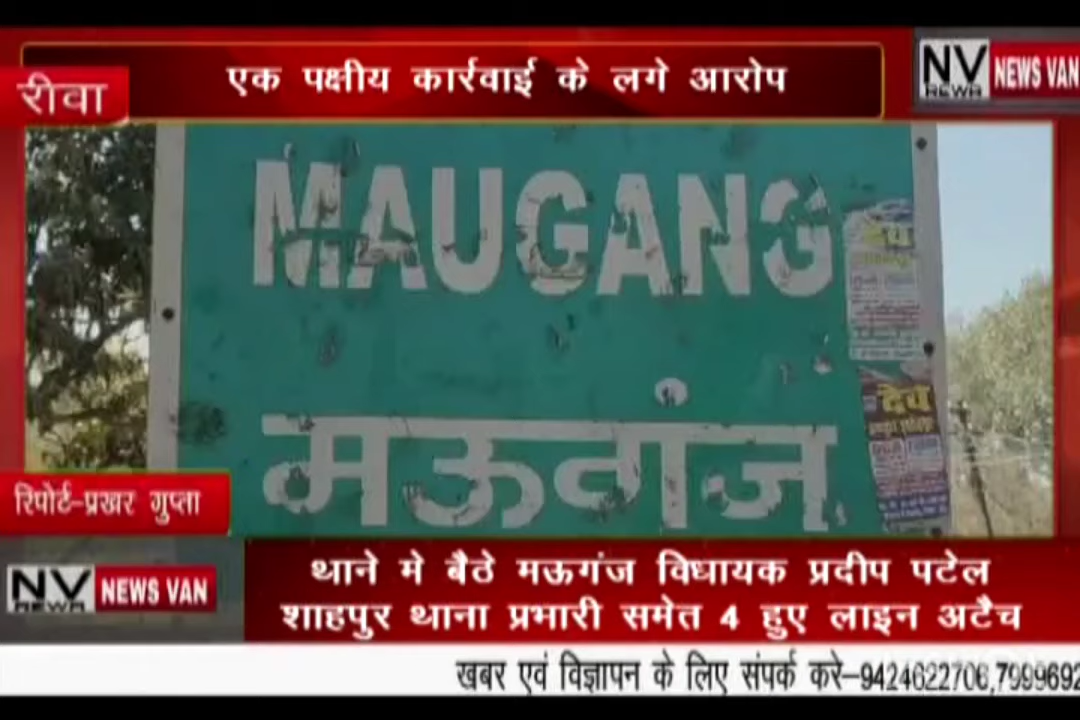 एक पक्षीय कार्रवाई के लगे आरोप
NV
REWA
NEWS VAN
रीवा
MAUGANG
मऊगंज
देव
देव
रिपोर्ट-प्रखर गुप्ता
NV
REWA
NEWS VAN
थाने मे बैठे मऊगंज विधायक प्रदीप पटेल
शाहपुर थाना प्रभारी समेत 4 हुए लाइन अटैच
खबर एवं विज्ञापन के लिए संपर्क करे-9424622706,7999692